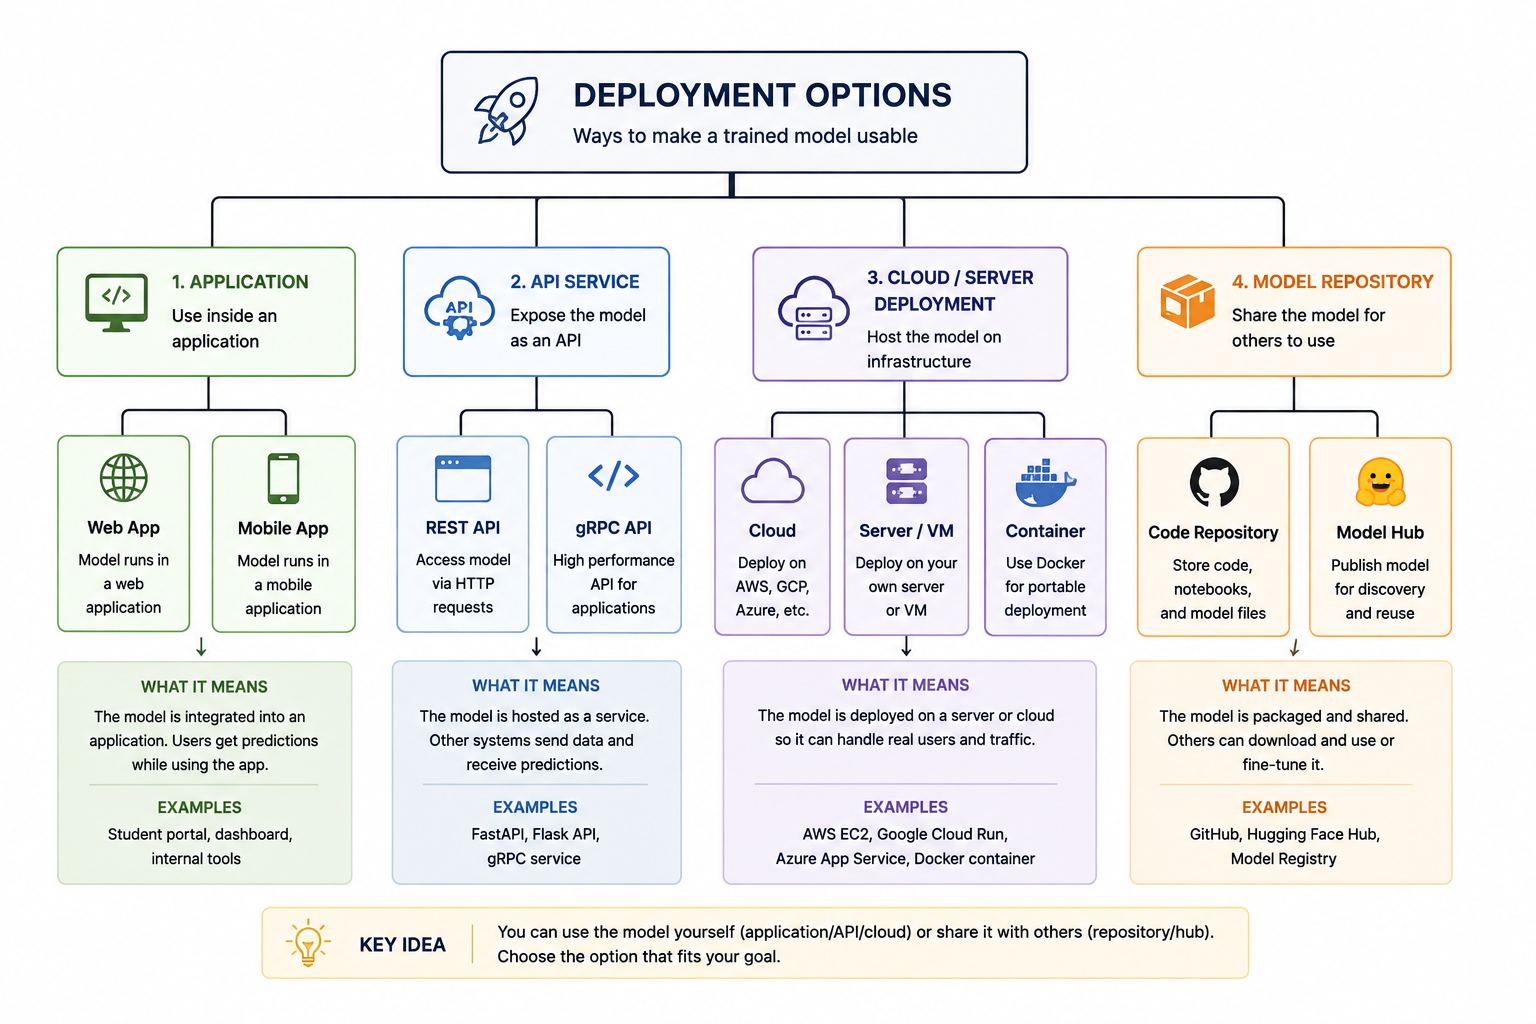 DEPLOYMENT OPTIONS
Ways to make a trained model usable
1. APPLICATION
Use inside an
application
2. API SERVICE
Expose the model
as an API
API
3. CLOUD / SERVER
DEPLOYMENT
Host the model on
infrastructure
4. MODEL REPOSITORY
Share the model for
others to use
Web App
Model runs in
a web
application
Mobile App
Model runs in
a mobile
application
REST API
Access model
via HTTP
requests
gRPC API
High performance
API for
applications
Cloud
Deploy on
AWS, GCP,
Azure, etc.
Server / VM
Deploy on your
own server
or VM
Container
Use Docker
for portable
deployment
Code Repository
Store code,
notebooks,
and model files
Model Hub
Publish model
for discovery
and reuse
WHAT IT MEANS
The model is integrated into an
application. Users get predictions
while using the app.
EXAMPLES
Student portal, dashboard,
internal tools
WHAT IT MEANS
The model is hosted as a service.
Other systems send data and
receive predictions.
EXAMPLES
FastAPI, Flask API,
gRPC service
WHAT IT MEANS
The model is deployed on a server or cloud
so it can handle real users and traffic.
EXAMPLES
AWS EC2, Google Cloud Run,
Azure App Service, Docker container
WHAT IT MEANS
The model is packaged and shared.
Others can download and use or
fine-tune it.
EXAMPLES
GitHub, Hugging Face Hub,
Model Registry
KEY IDEA
You can use the model yourself (application/API/cloud) or share it with others (repository/hub).
Choose the option that fits your goal.